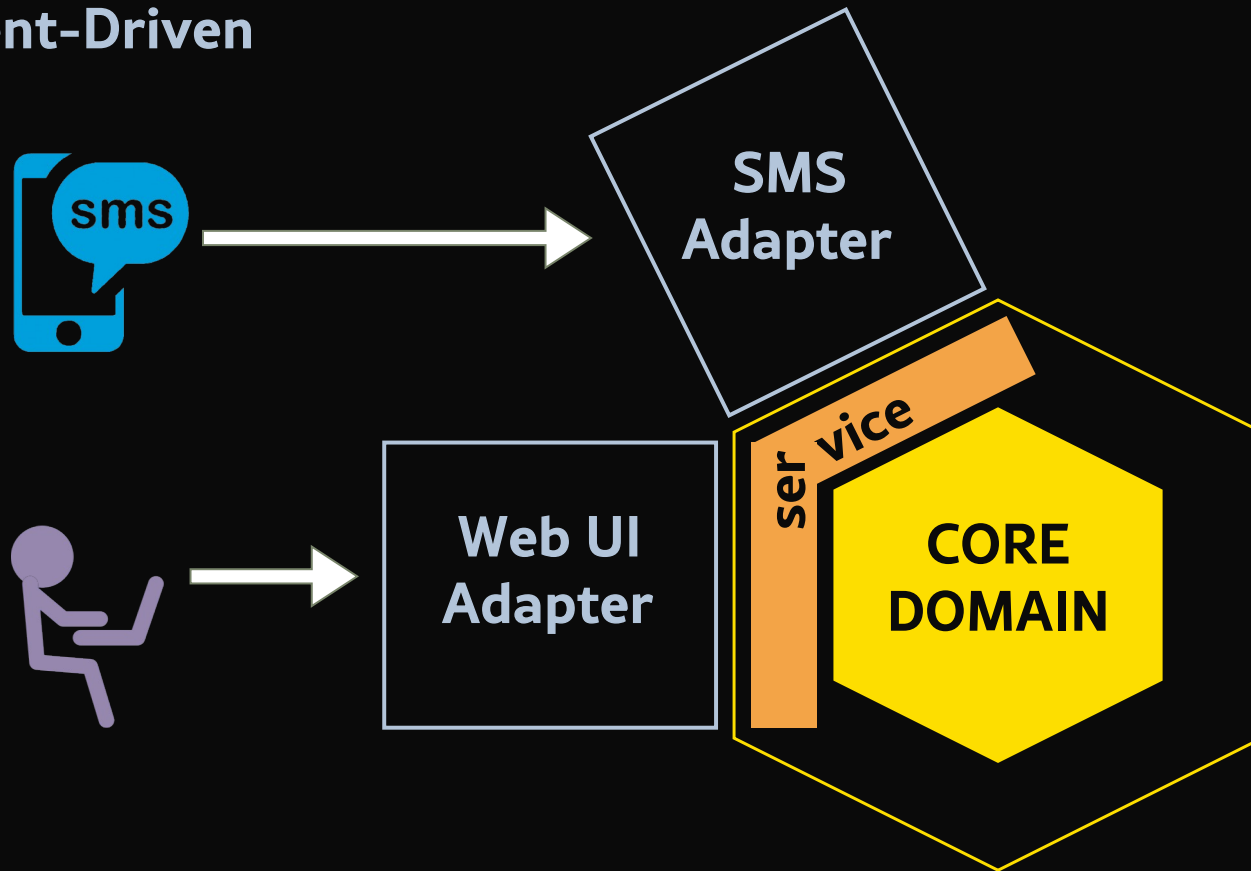 nt-Driven
sms
SMS
Adapter
ser vice
Web UI
Adapter
CORE
DOMAIN